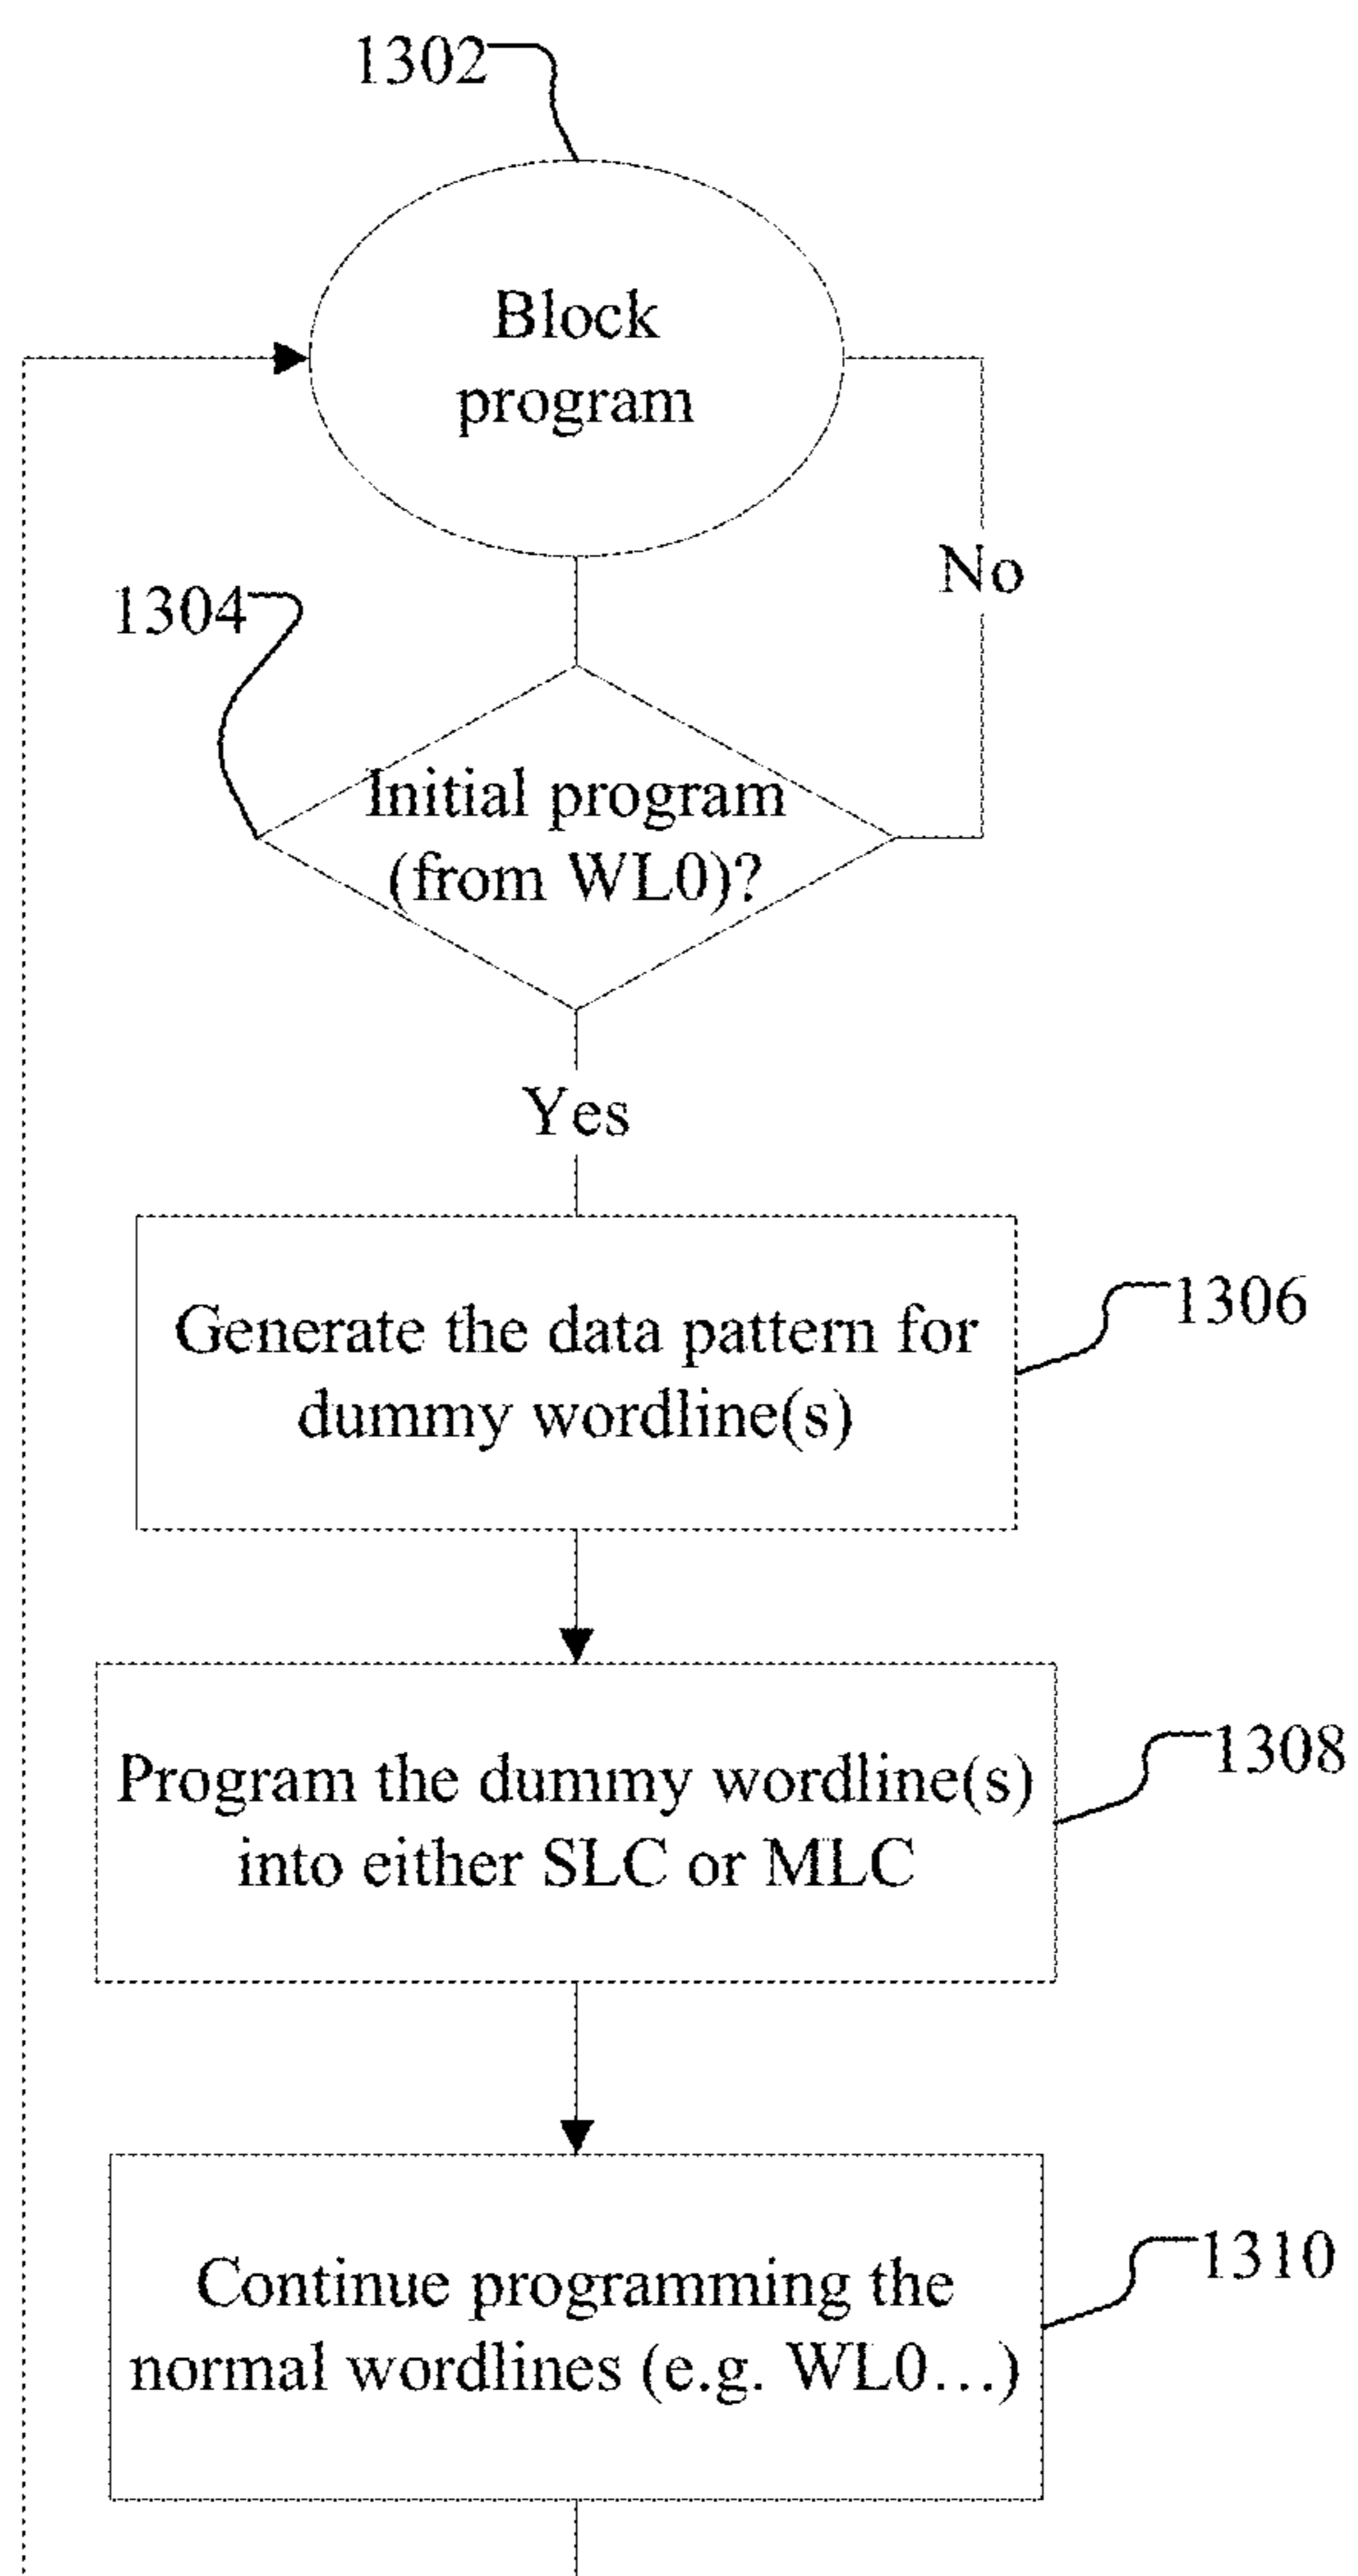 1302
Block
program
No
1304
Initial program
(from WL0)?
Yes
Generate the data pattern for
dummy wordline(s)
1306
Program the dummy wordline(s)
into either SLC or MLC
1308
Continue programming the
normal wordlines (e.g. WL0…)
1310